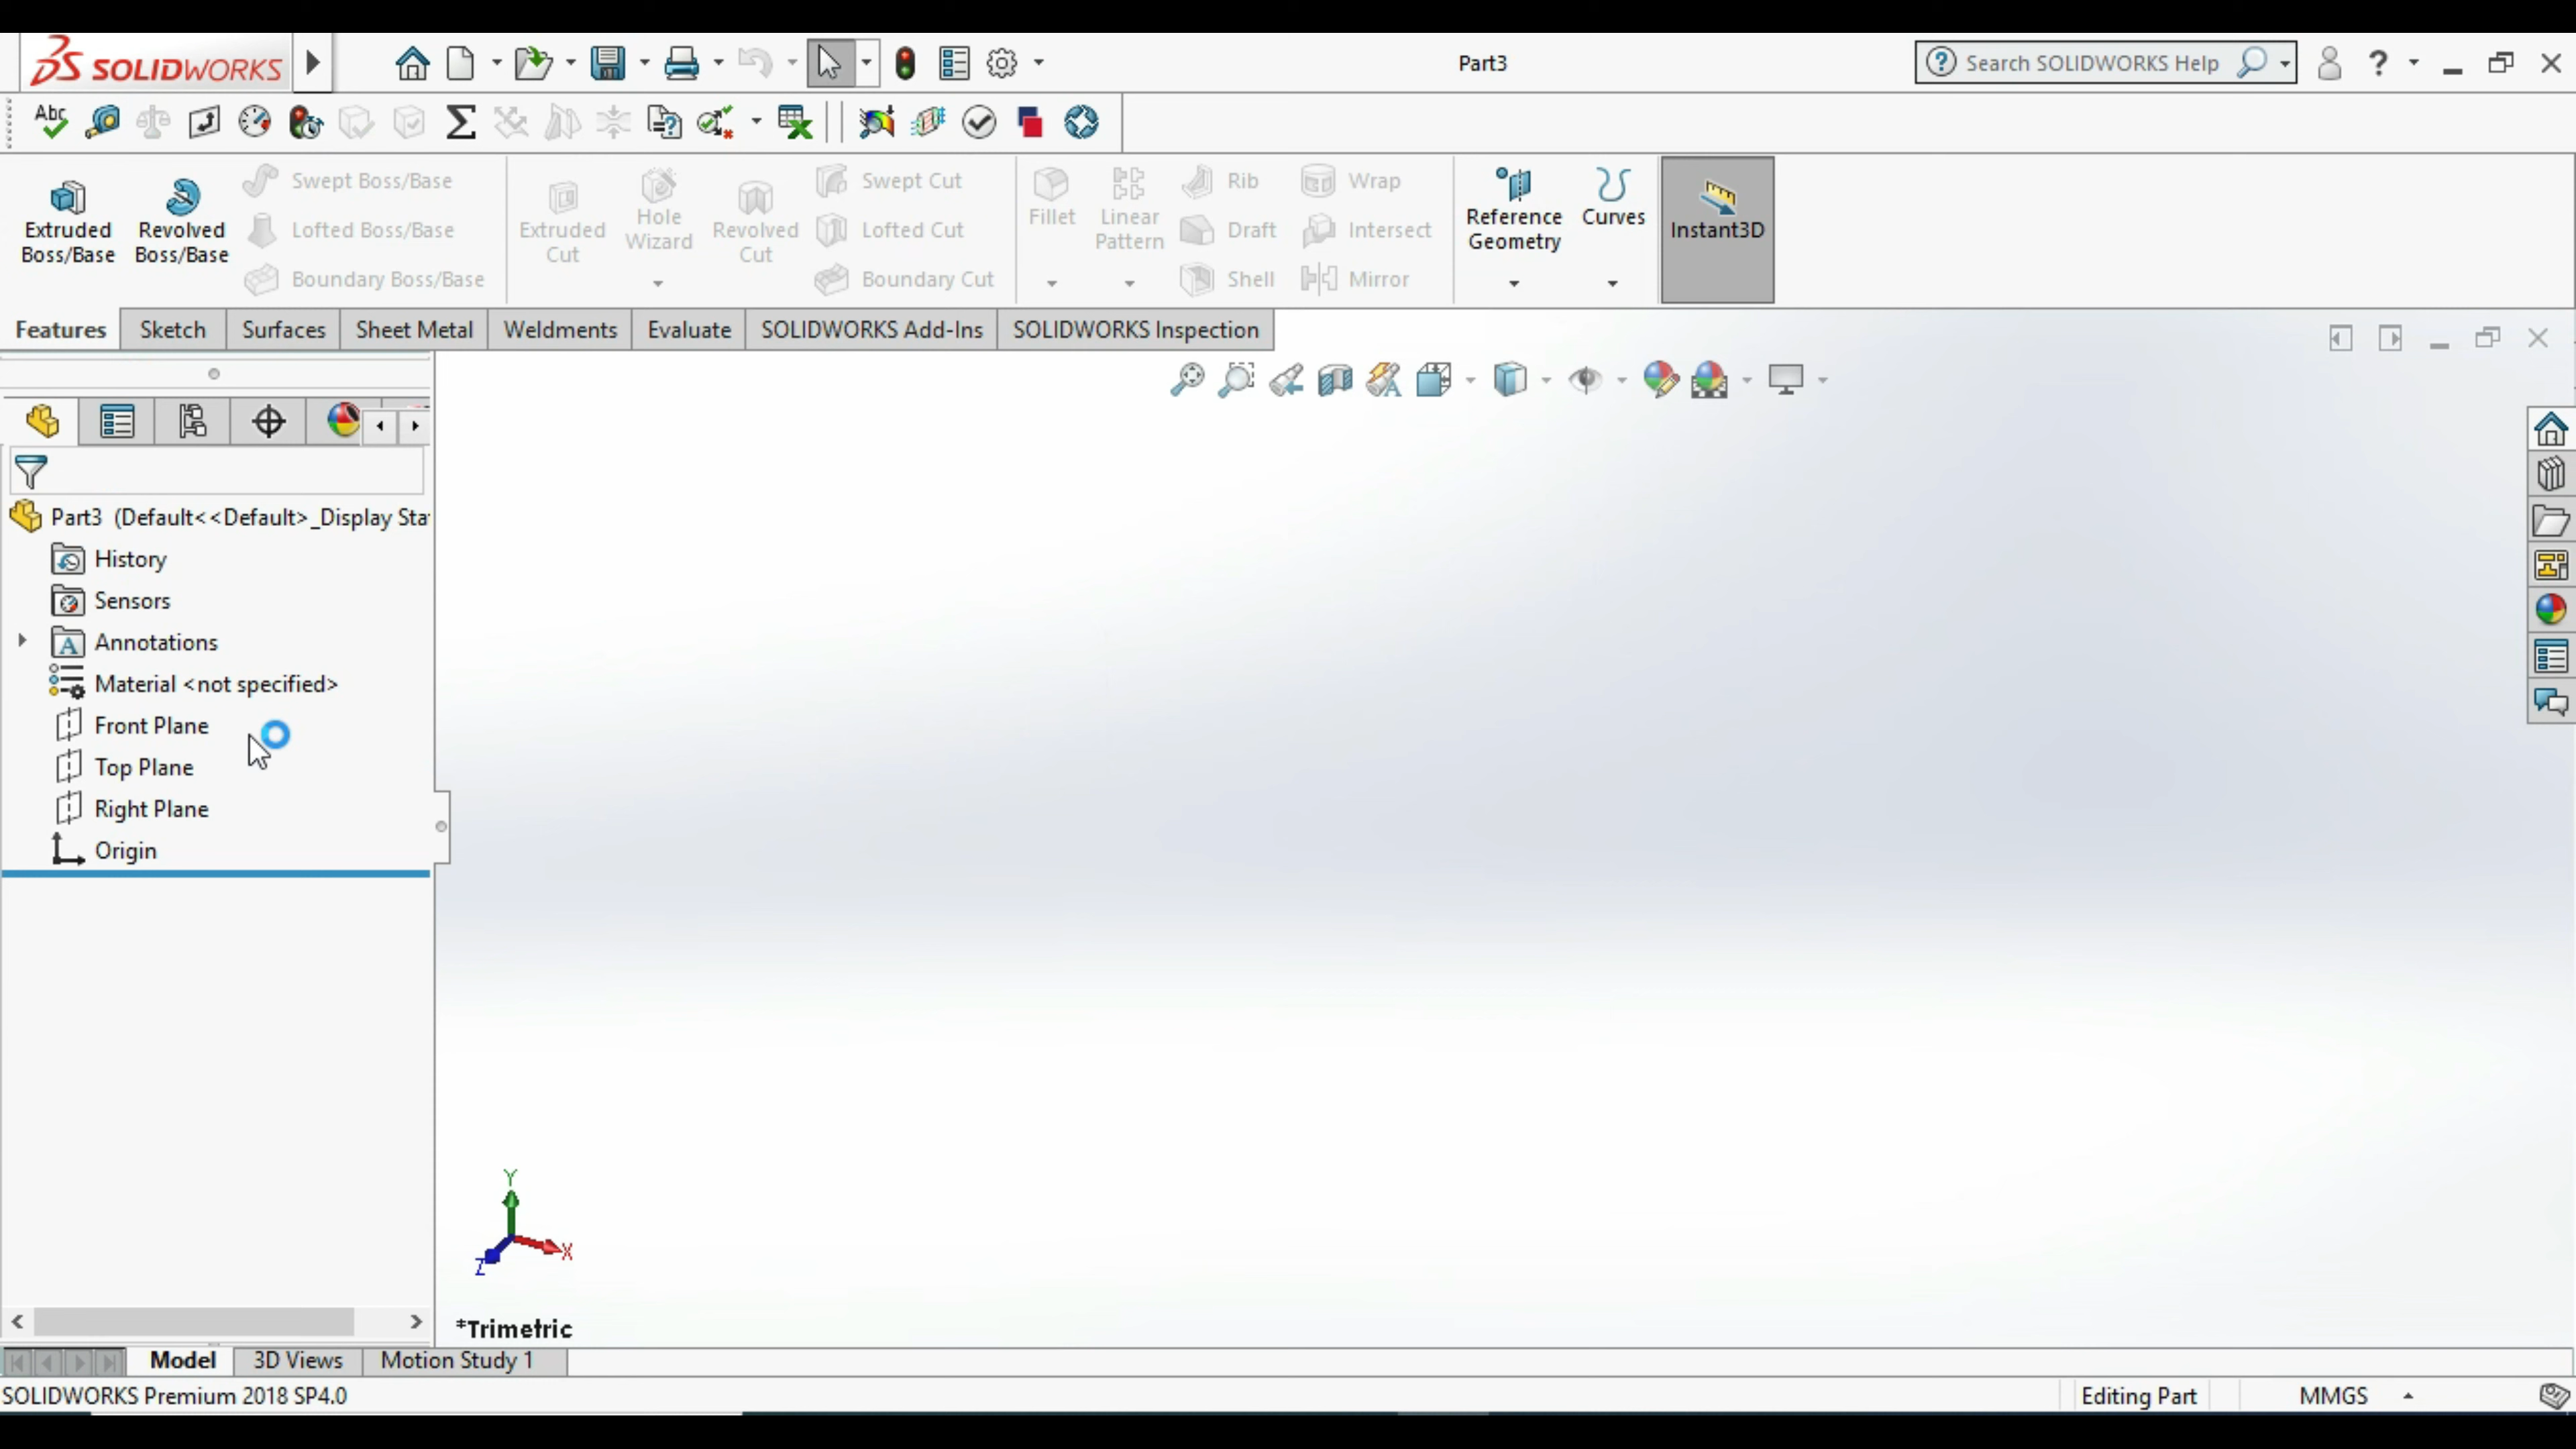 SOLIDWORKS
Part3
Search SOLIDWORKS Help
Abc
Extruded Boss/Base
Revolved Boss/Base
Swept Boss/Base
Lofted Boss/Base
Boundary Boss/Base
Extruded Cut
Hole Wizard
Revolved Cut
Swept Cut
Lofted Cut
Boundary Cut
Fillet
Linear Pattern
Rib
Draft
Shell
Wrap
Intersect
Mirror
Reference Geometry
Curves
Instant3D
Features
Sketch
Surfaces
Sheet Metal
Weldments
Evaluate
SOLIDWORKS Add-Ins
SOLIDWORKS Inspection
Part3 (Default<<Default>_Display Sta
History
Sensors
A Annotations
Material <not specified>
Front Plane
Top Plane
Right Plane
Origin
Y
X
Z
*Trimetric
Model
3D Views
Motion Study 1
SOLIDWORKS Premium 2018 SP4.0
Editing Part
MMGS